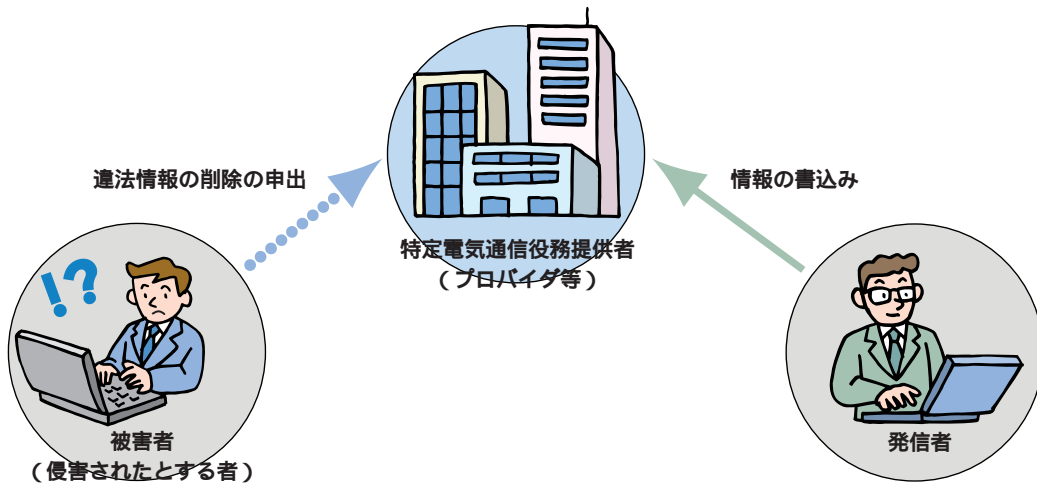 違法情報の削除の申出
情報の書込み
特定電気通信役務提供者
（プロバイダ等）
!?
被害者
（侵害されたとする者）
発信者